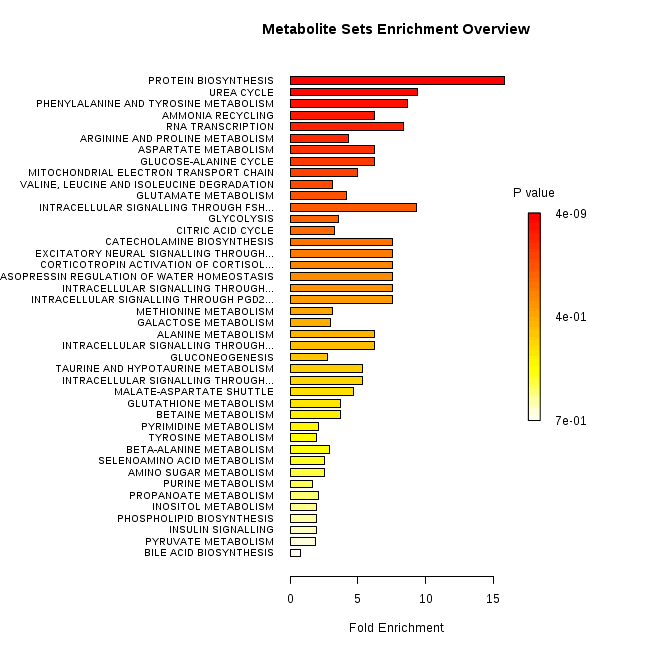 Metabolite Sets Enrichment Overview
PROTEIN BIOSYNTHESIS
UREA CYCLE
PHENYLALANINE AND TYROSINE METABOLISM
AMMONIA RECYCLING
RNA TRANSCRIPTION
ARGININE AND PROLINE METABOLISM
ASPARTATE METABOLISM
GLUCOSE-ALANINE CYCLE
MITOCHONDRIAL ELECTRON TRANSPORT CHAIN
VALINE, LEUCINE AND ISOLEUCINE DEGRADATION
GLUTAMATE METABOLISM
INTRACELLULAR SIGNALLING THROUGH FSH...
GLYCOLYSIS
CITRIC ACID CYCLE
CATECHOLAMINE BIOSYNTHESIS
EXCITATORY NEURAL SIGNALLING THROUGH...
CORTICOTROPIN ACTIVATION OF CORTISOL...
ASOPRESSIN REGULATION OF WATER HOMEOSTASIS
INTRACELLULAR SIGNALLING THROUGH...
INTRACELLULAR SIGNALLING THROUGH PGD2...
METHIONINE METABOLISM
GALACTOSE METABOLISM
ALANINE METABOLISM
INTRACELLULAR SIGNALLING THROUGH...
GLUCONEOGENESIS
TAURINE AND HYPOTAURINE METABOLISM
INTRACELLULAR SIGNALLING THROUGH...
MALATE-ASPARTATE SHUTTLE
GLUTATHIONE METABOLISM
BETAINE METABOLISM
PYRIMIDINE METABOLISM
TYROSINE METABOLISM
BETA-ALANINE METABOLISM
SELENOAMINO ACID METABOLISM
AMINO SUGAR METABOLISM
PURINE METABOLISM
PROPANOATE METABOLISM
INOSITOL METABOLISM
PHOSPHOLIPID BIOSYNTHESIS
INSULIN SIGNALLING
PYRUVATE METABOLISM
BILE ACID BIOSYNTHESIS
0 5 10 15
Fold Enrichment
P value
4e-09
4e-01
7e-01